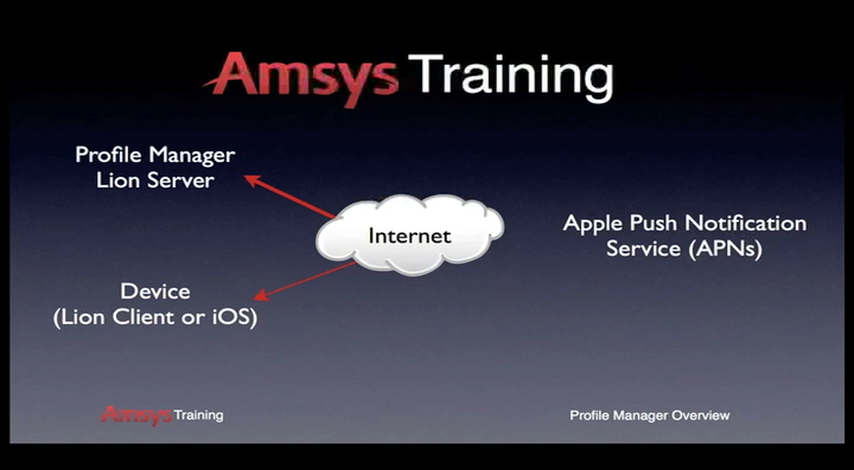 Amsys Training
Profile Manager
Lion Server
Internet
Apple Push Notification
Service (APNs)
Device
(Lion Client or iOS)
Amsys Training
Profile Manager Overview